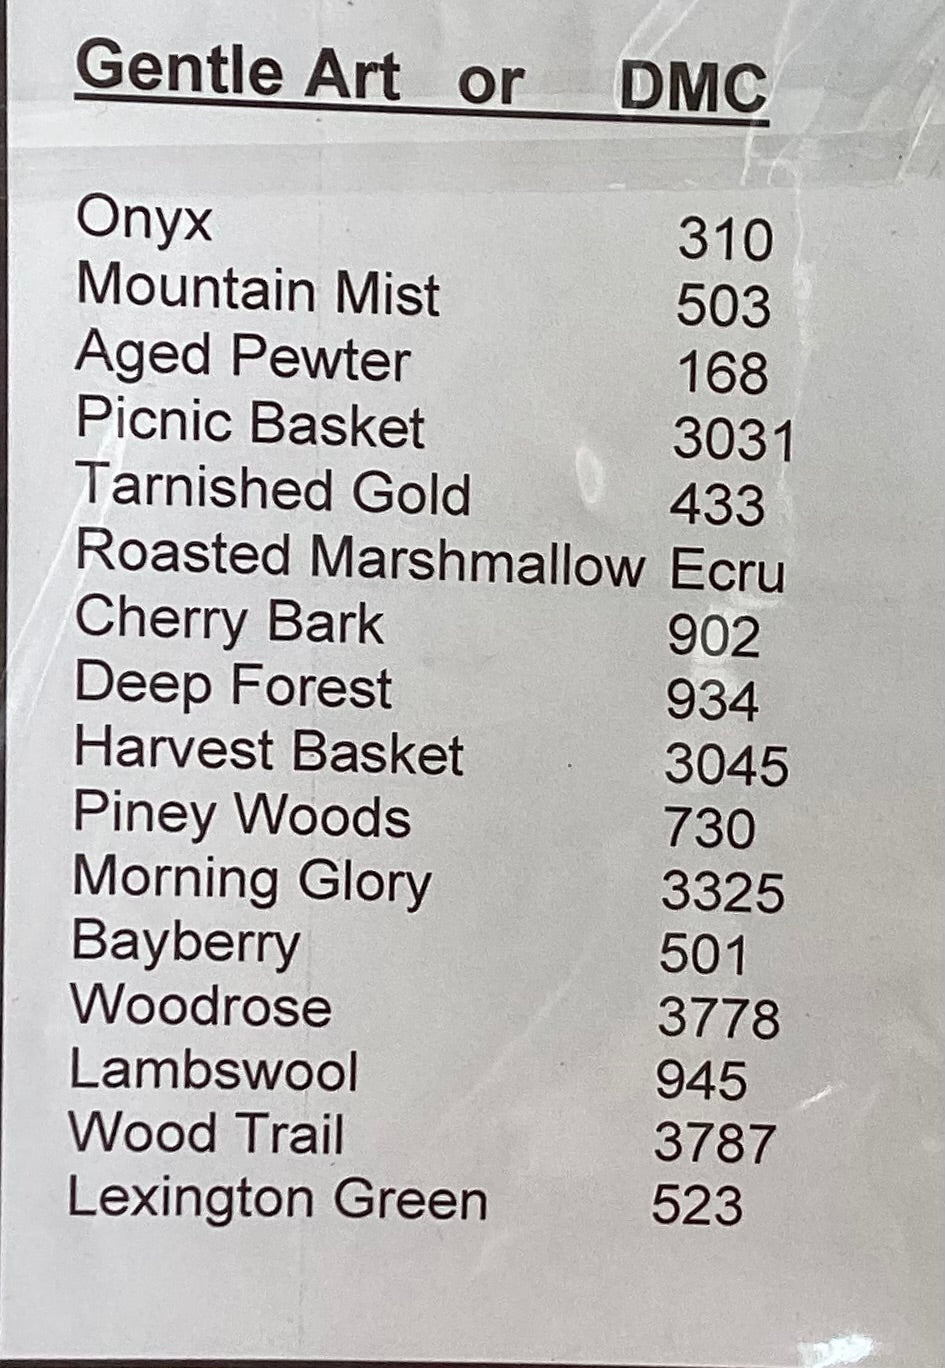 Gentle Art or DMC
Onyx 310
Mountain Mist 503
Aged Pewter 168
Picnic Basket 3031
Tarnished Gold 433
Roasted Marshmallow Ecru
Cherry Bark 902
Deep Forest 934
Harvest Basket 3045
Piney Woods 730
Morning Glory 3325
Bayberry 501
Woodrose 3778
Lambswool 945
Wood Trail 3787
Lexington Green 523